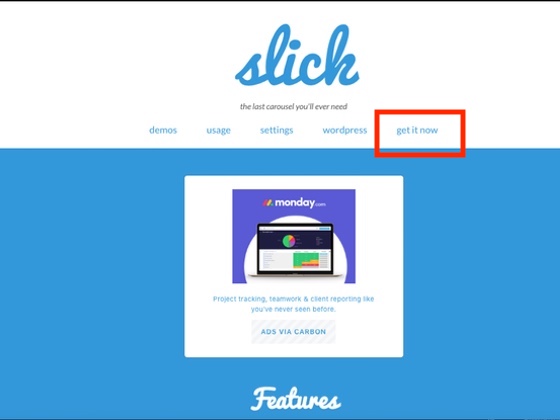 slick
the last carousel you'll ever need
demos usage settings wordpress get it now
monday.com
Project tracking, teamwork & client reporting like
you've never seen before.
ADS VIA CARBON
Features